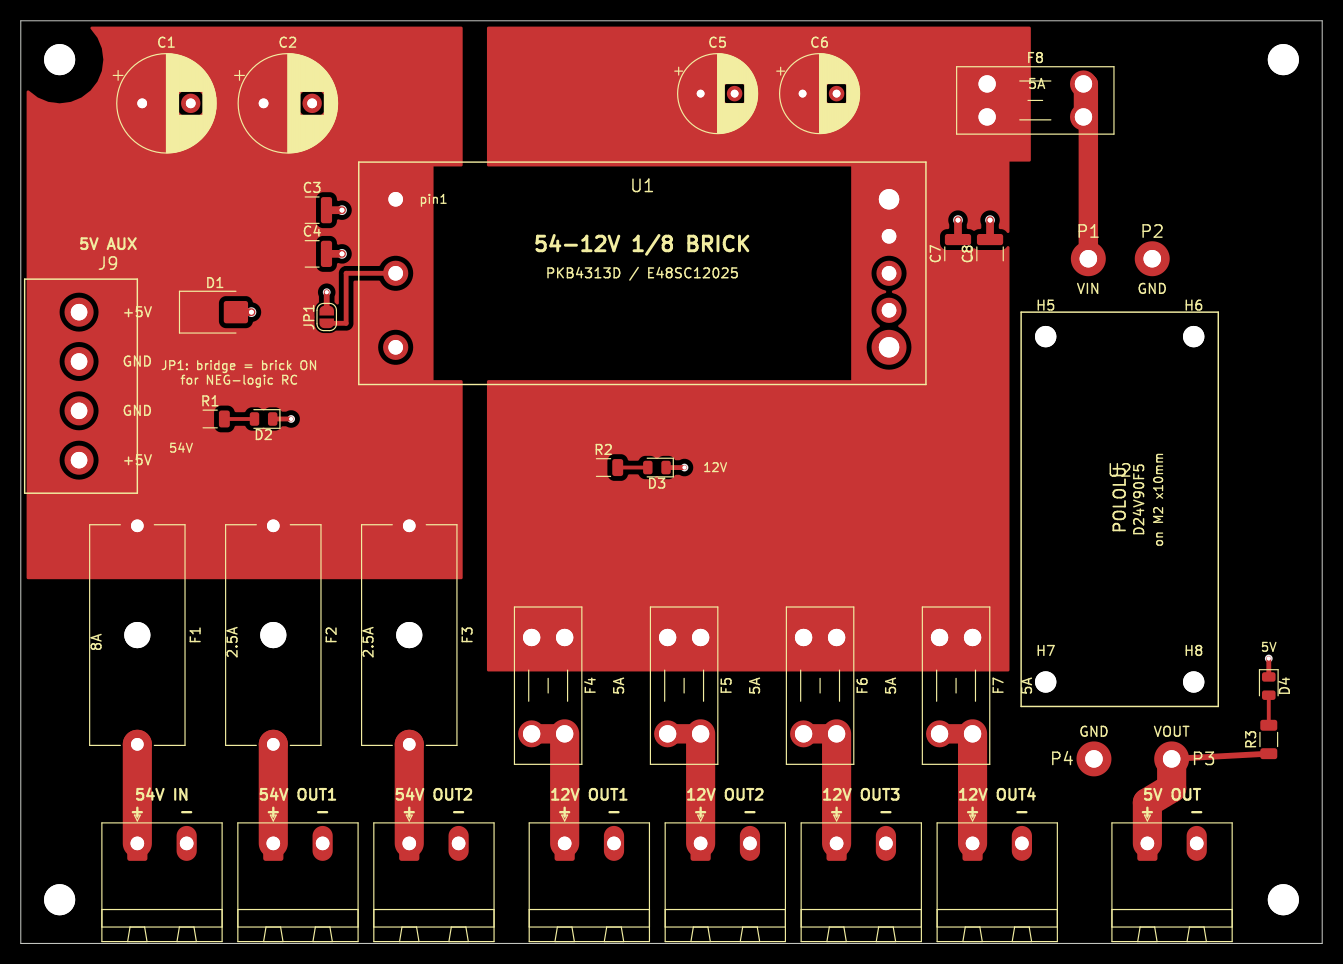 C1
C2
C5
C6
F8
5A
C3
pin1
U1
C4
54-12V 1/8 BRICK
PKB4313D / E48SC12025
C7
C8
P1
P2
VIN
GND
5V AUX
J9
D1
+5V
JP1
GND
JP1: bridge = brick ON
for NEG-logic RC
GND
R1
D2
+5V
54V
R2
12V
D3
H5
H6
U2
POLOLU
D24V90F5
on M2 x10mm
H7
H8
5V
D4
R3
8A
F1
2.5A
F2
2.5A
F3
F4
5A
F5
5A
F6
5A
F7
5A
GND
VOUT
P4
P3
54V IN
54V OUT1
54V OUT2
12V OUT1
12V OUT2
12V OUT3
12V OUT4
5V OUT
+ −
+ −
+ −
+ −
+ −
+ −
+ −
+ −